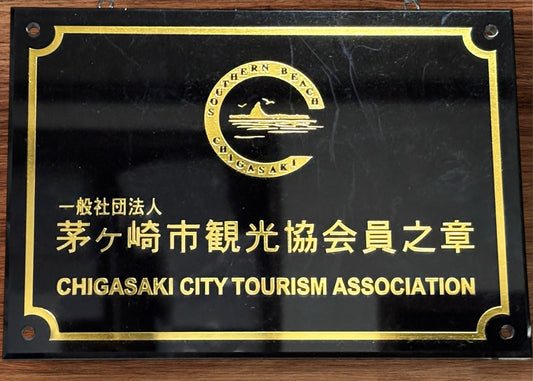 SOUTHERN BEACH
CHIGASAKI
一般社団法人
茅ヶ崎市観光協会員之章
CHIGASAKI CITY TOURISM ASSOCIATION